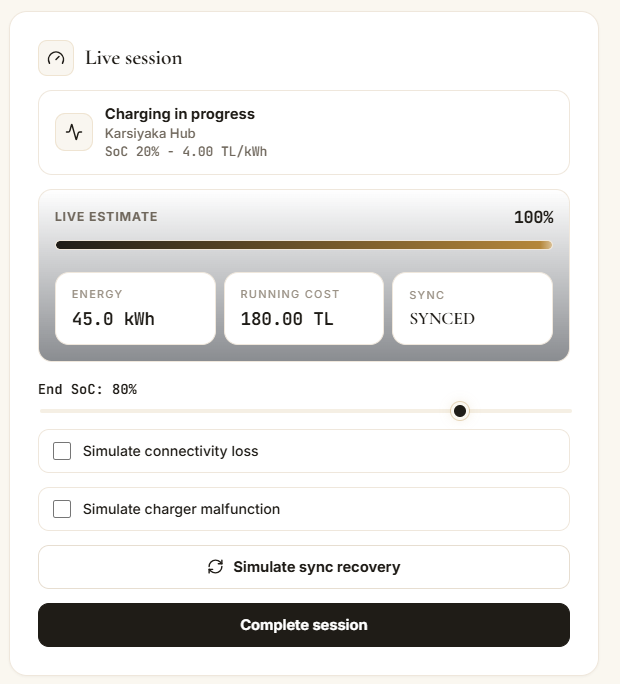 Live session
Charging in progress
Karsiyaka Hub
SoC 20% - 4.00 TL/kWh
LIVE ESTIMATE 100%
ENERGY RUNNING COST SYNC
45.0 kWh 180.00 TL SYNCED
End SoC: 80%
Simulate connectivity loss
Simulate charger malfunction
Simulate sync recovery
Complete session